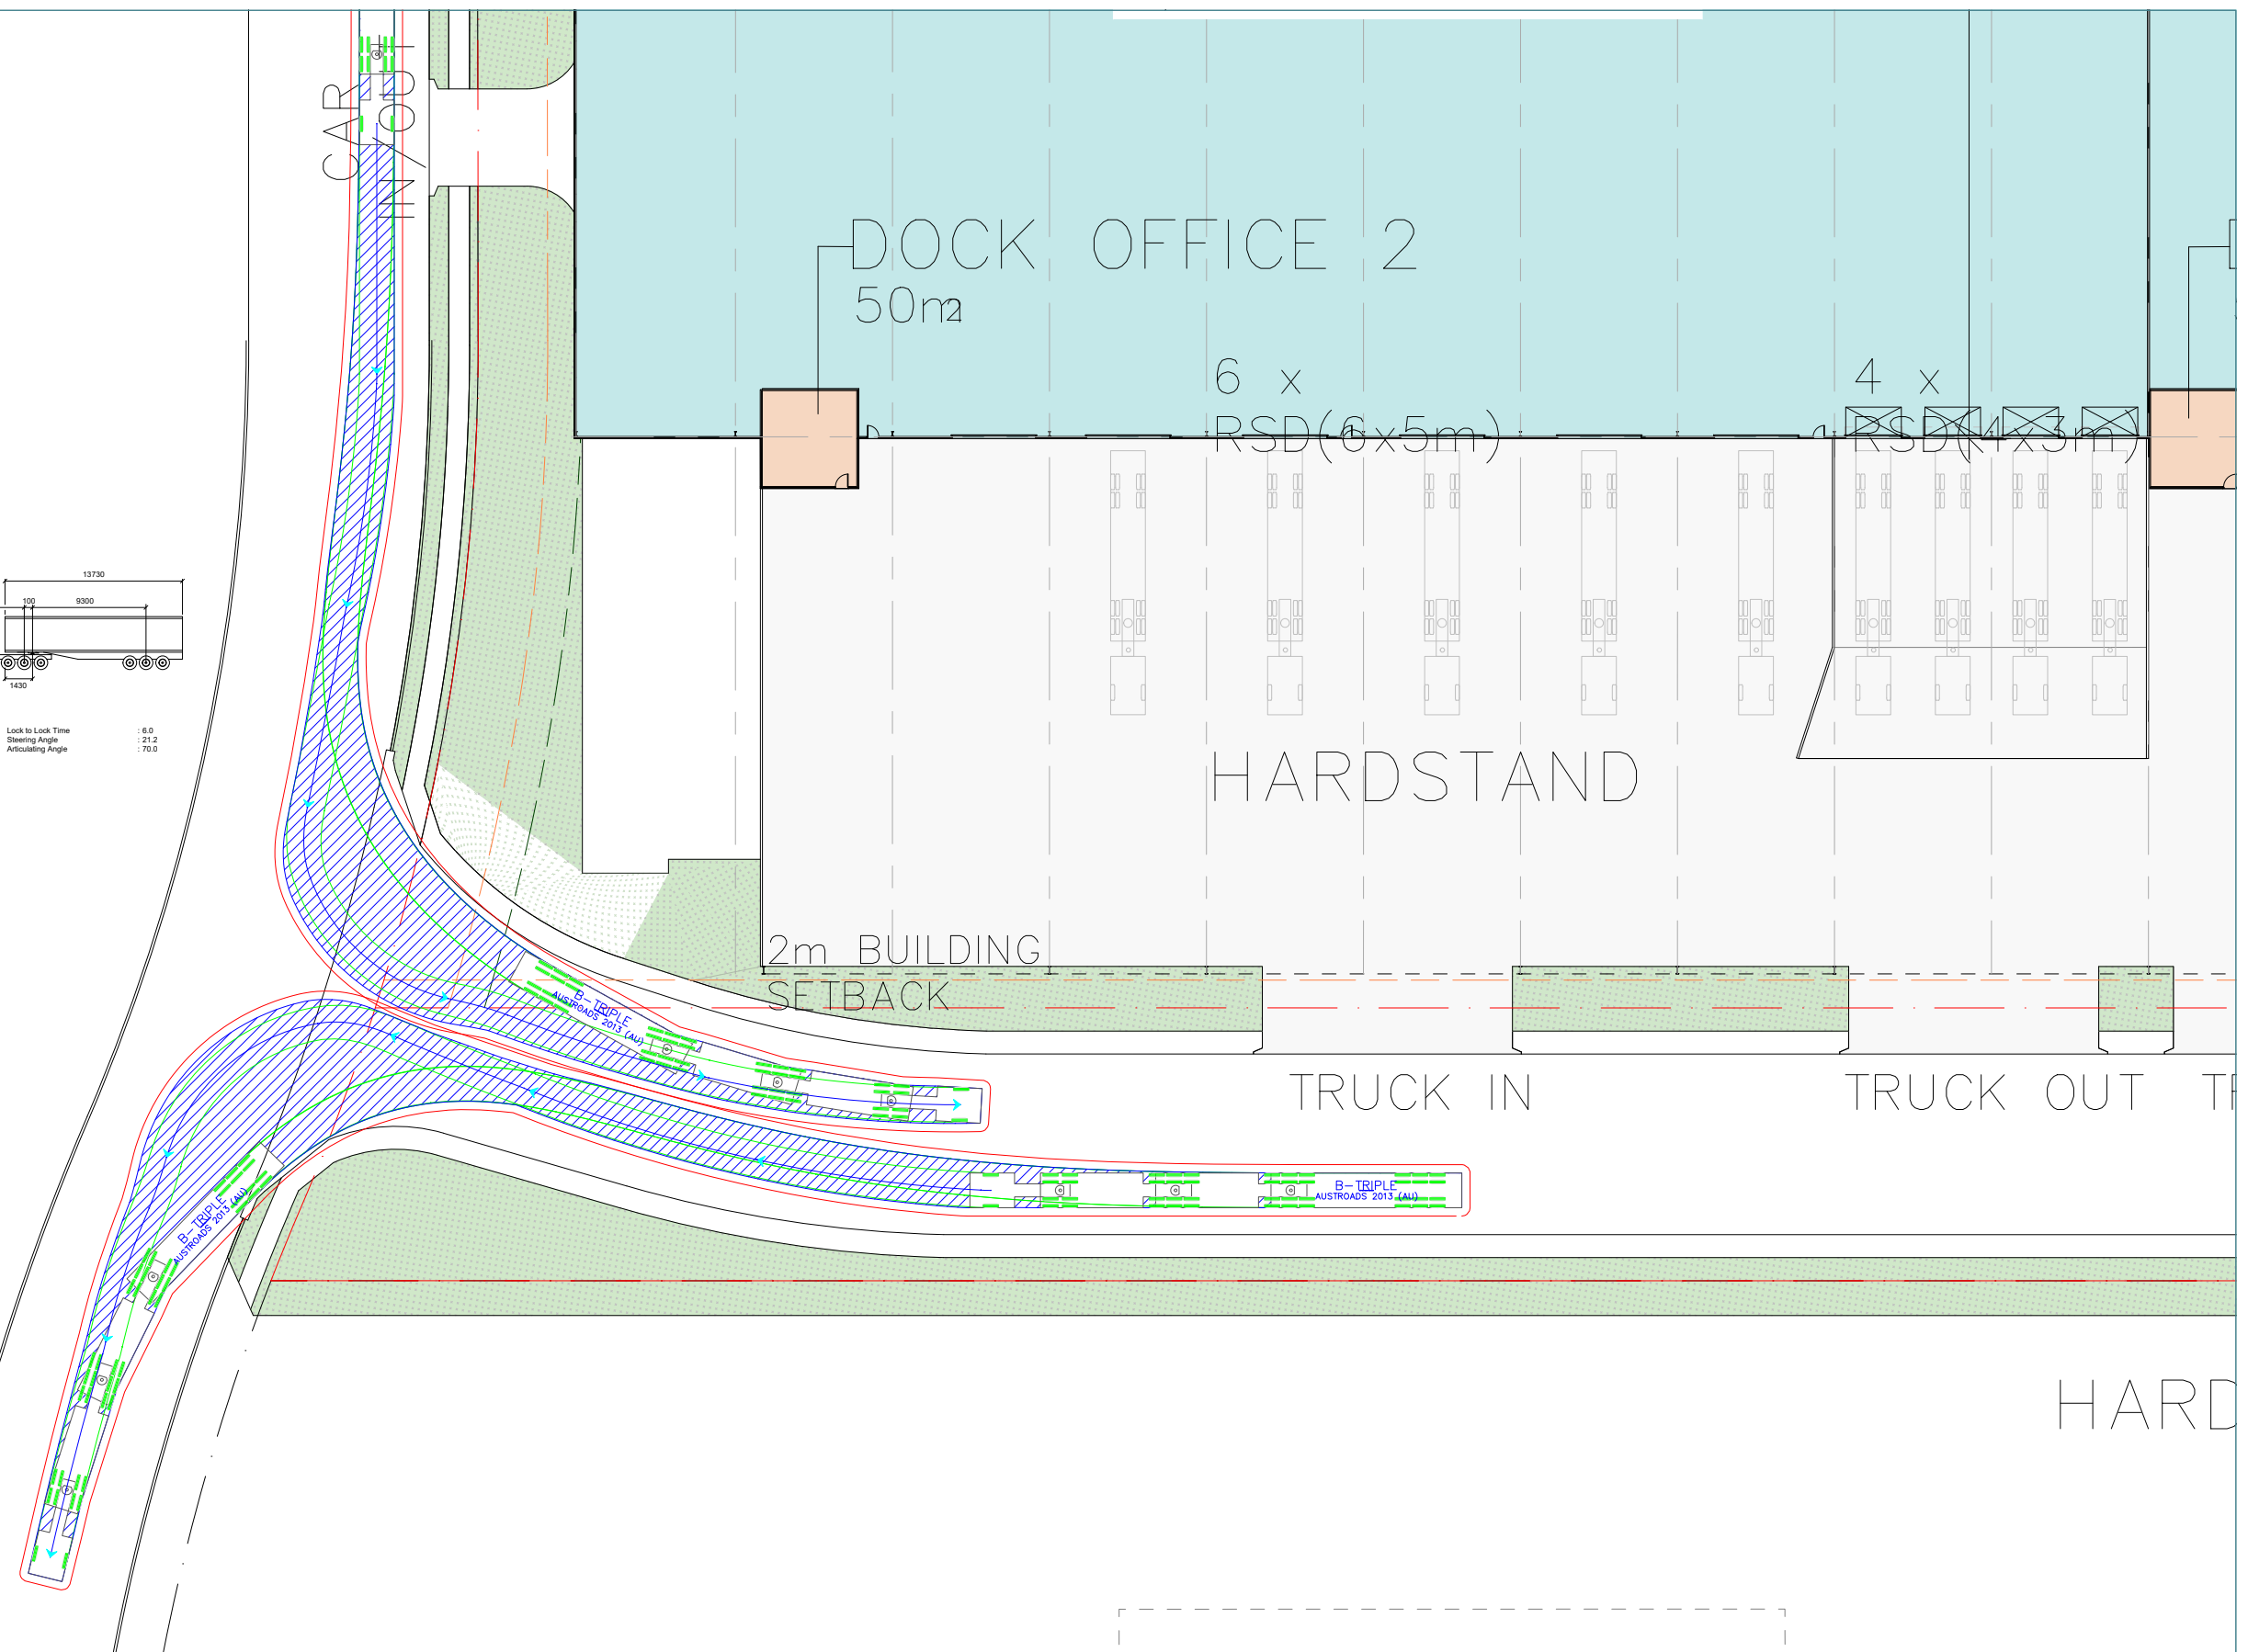 CAR
IN/OUT
DOCK OFFICE 2
50m2
6 x
RSD(6x5m)
4 x
RSD(4x3m)
13730
100
9300
1430
Lock to Lock Time : 6.0
Steering Angle : 21.2
Articulating Angle : 70.0
HARDSTAND
2m BUILDING
SETBACK
B-TRIPLE
AUSTROADS 2013 (AU)
TRUCK IN
TRUCK OUT
B-TRIPLE
AUSTROADS 2013 (AU)
B-TRIPLE
AUSTROADS 2013 (AU)
HARD